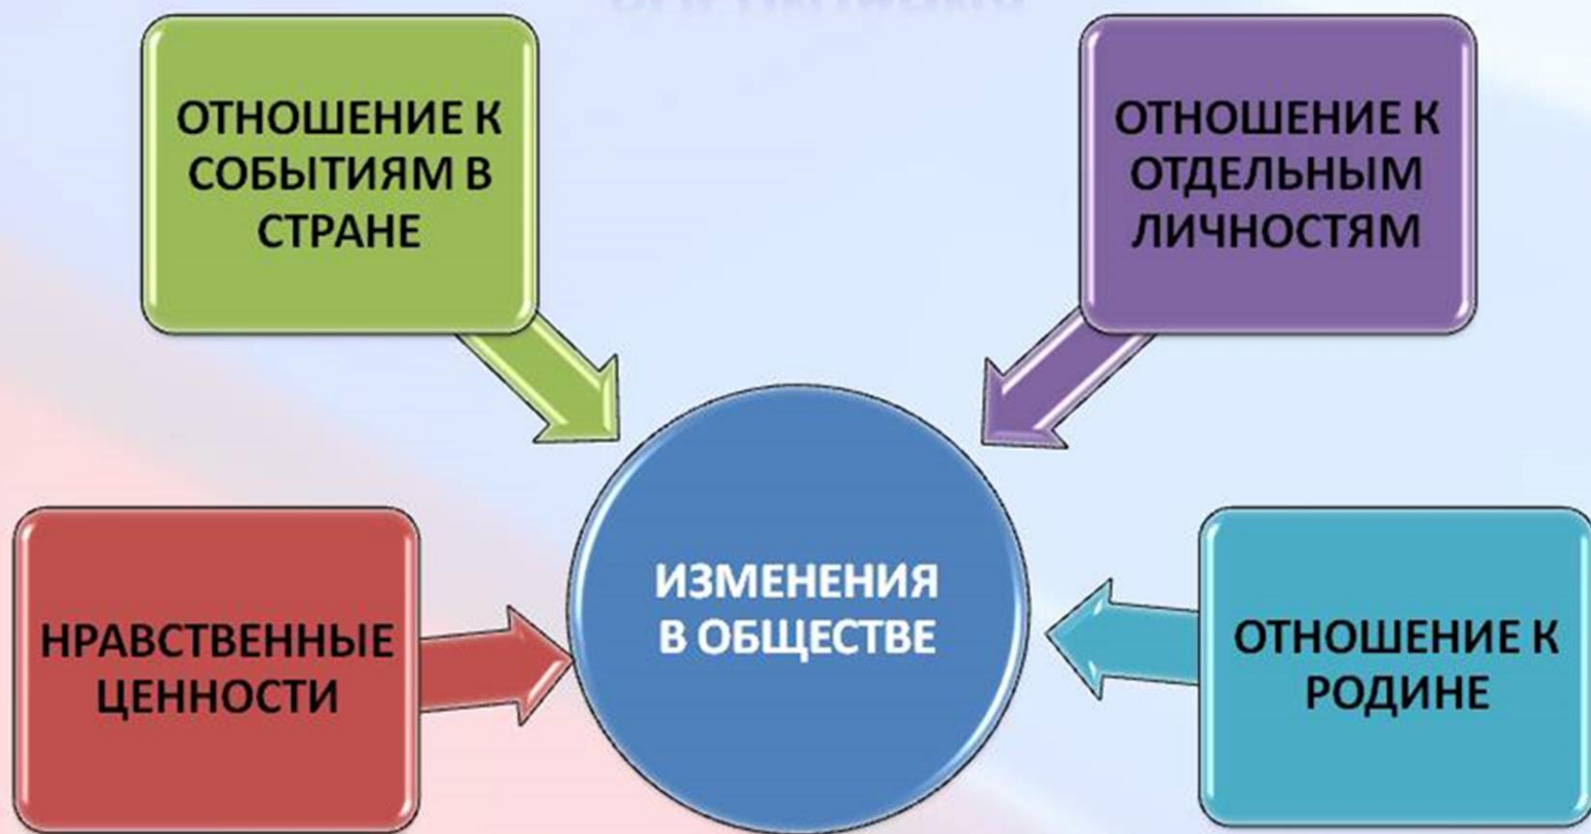 ОТНОШЕНИЕ К
СОБЫТИЯМ В
СТРАНЕ
ОТНОШЕНИЕ К
ОТДЕЛЬНЫМ
ЛИЧНОСТЯМ
НРАВСТВЕННЫЕ
ЦЕННОСТИ
ИЗМЕНЕНИЯ
В ОБЩЕСТВЕ
ОТНОШЕНИЕ К
РОДИНЕ